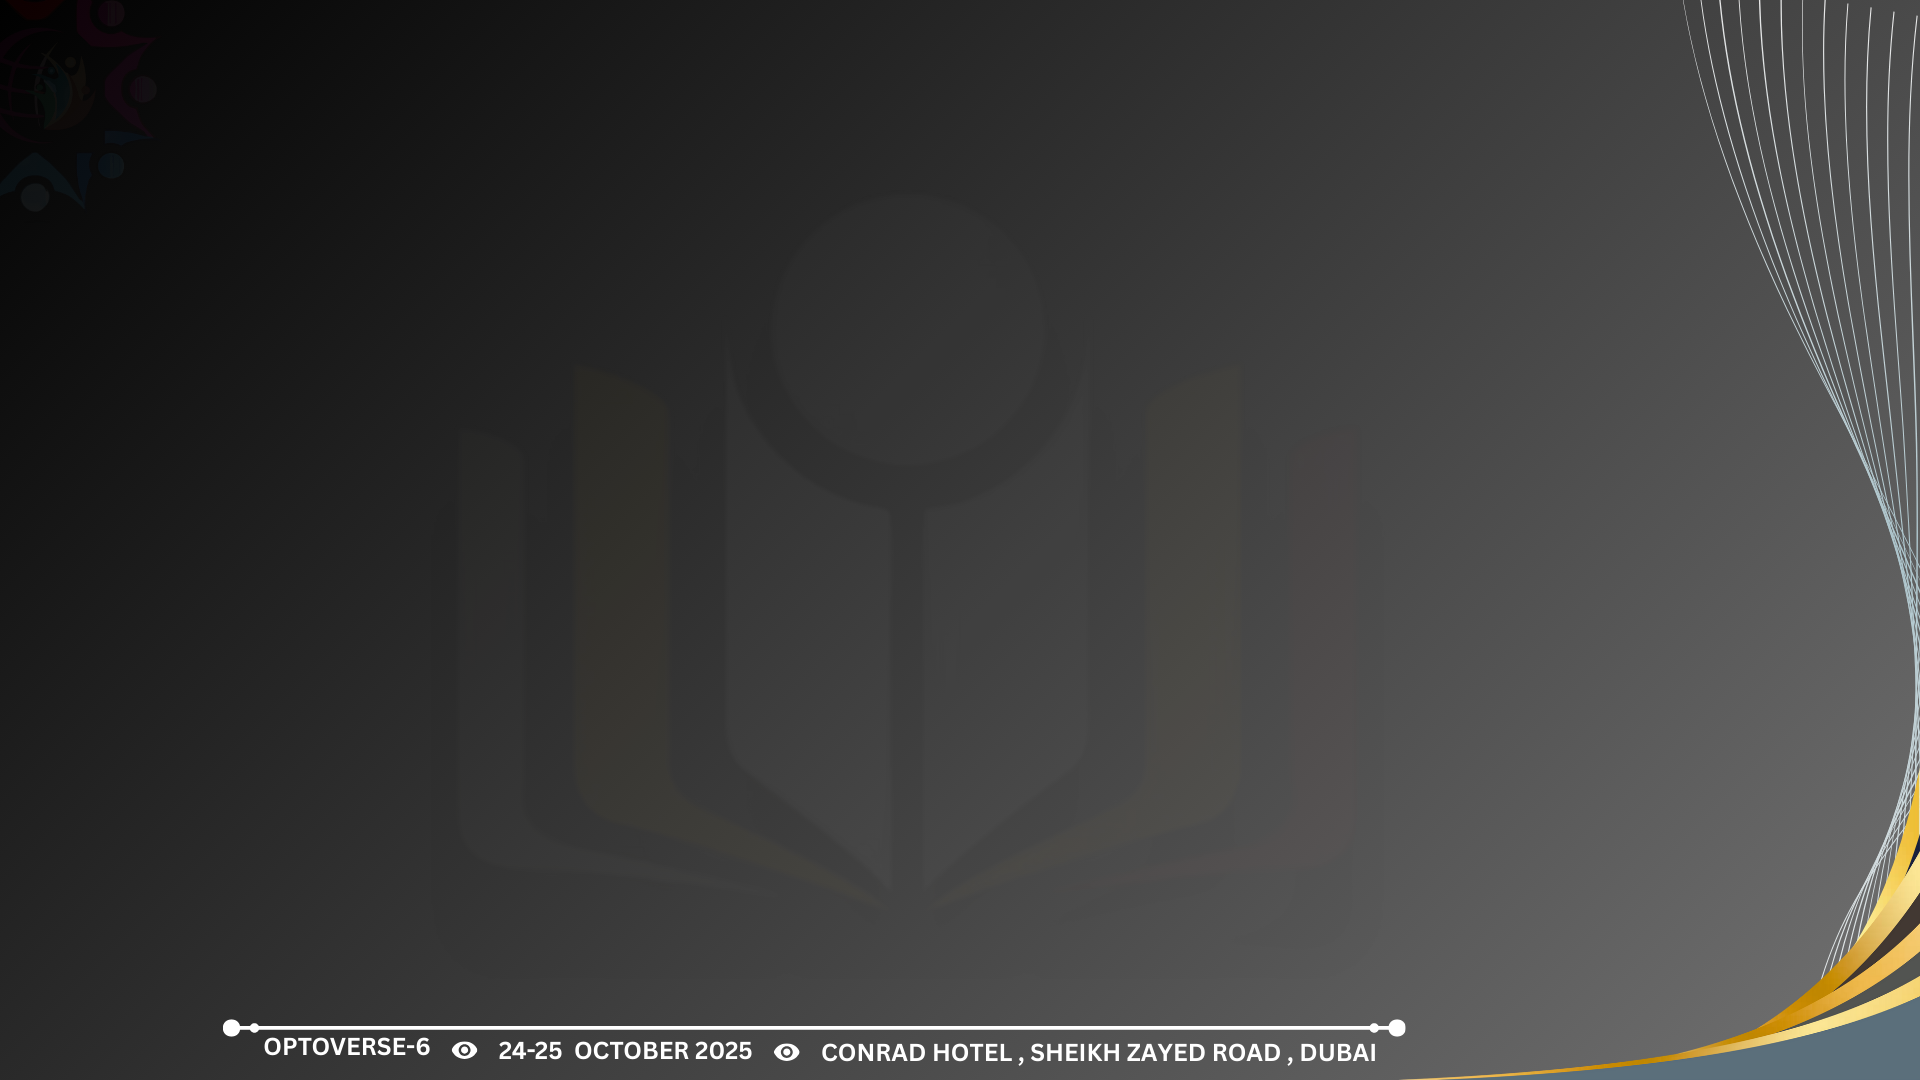 OPTOVERSE-6 24-25 OCTOBER 2025 CONRAD HOTEL , SHEIKH ZAYED ROAD , DUBAI